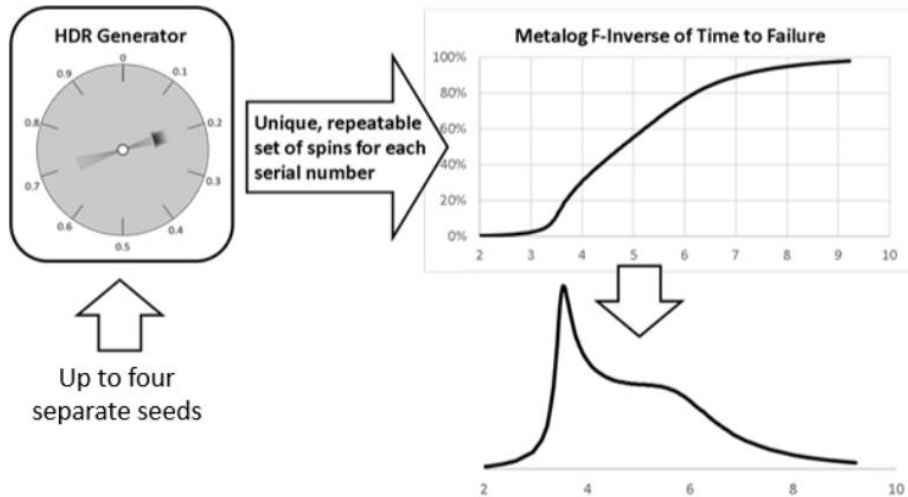 HDR Generator
0
0.1
0.2
0.3
0.4
0.5
0.6
0.7
0.8
0.9
Unique, repeatable
set of spins for each
serial number
Up to four
separate seeds
Metalog F-Inverse of Time to Failure
100%
80%
60%
40%
20%
0%
2 3 4 5 6 7 8 9 10
2 4 6 8 10